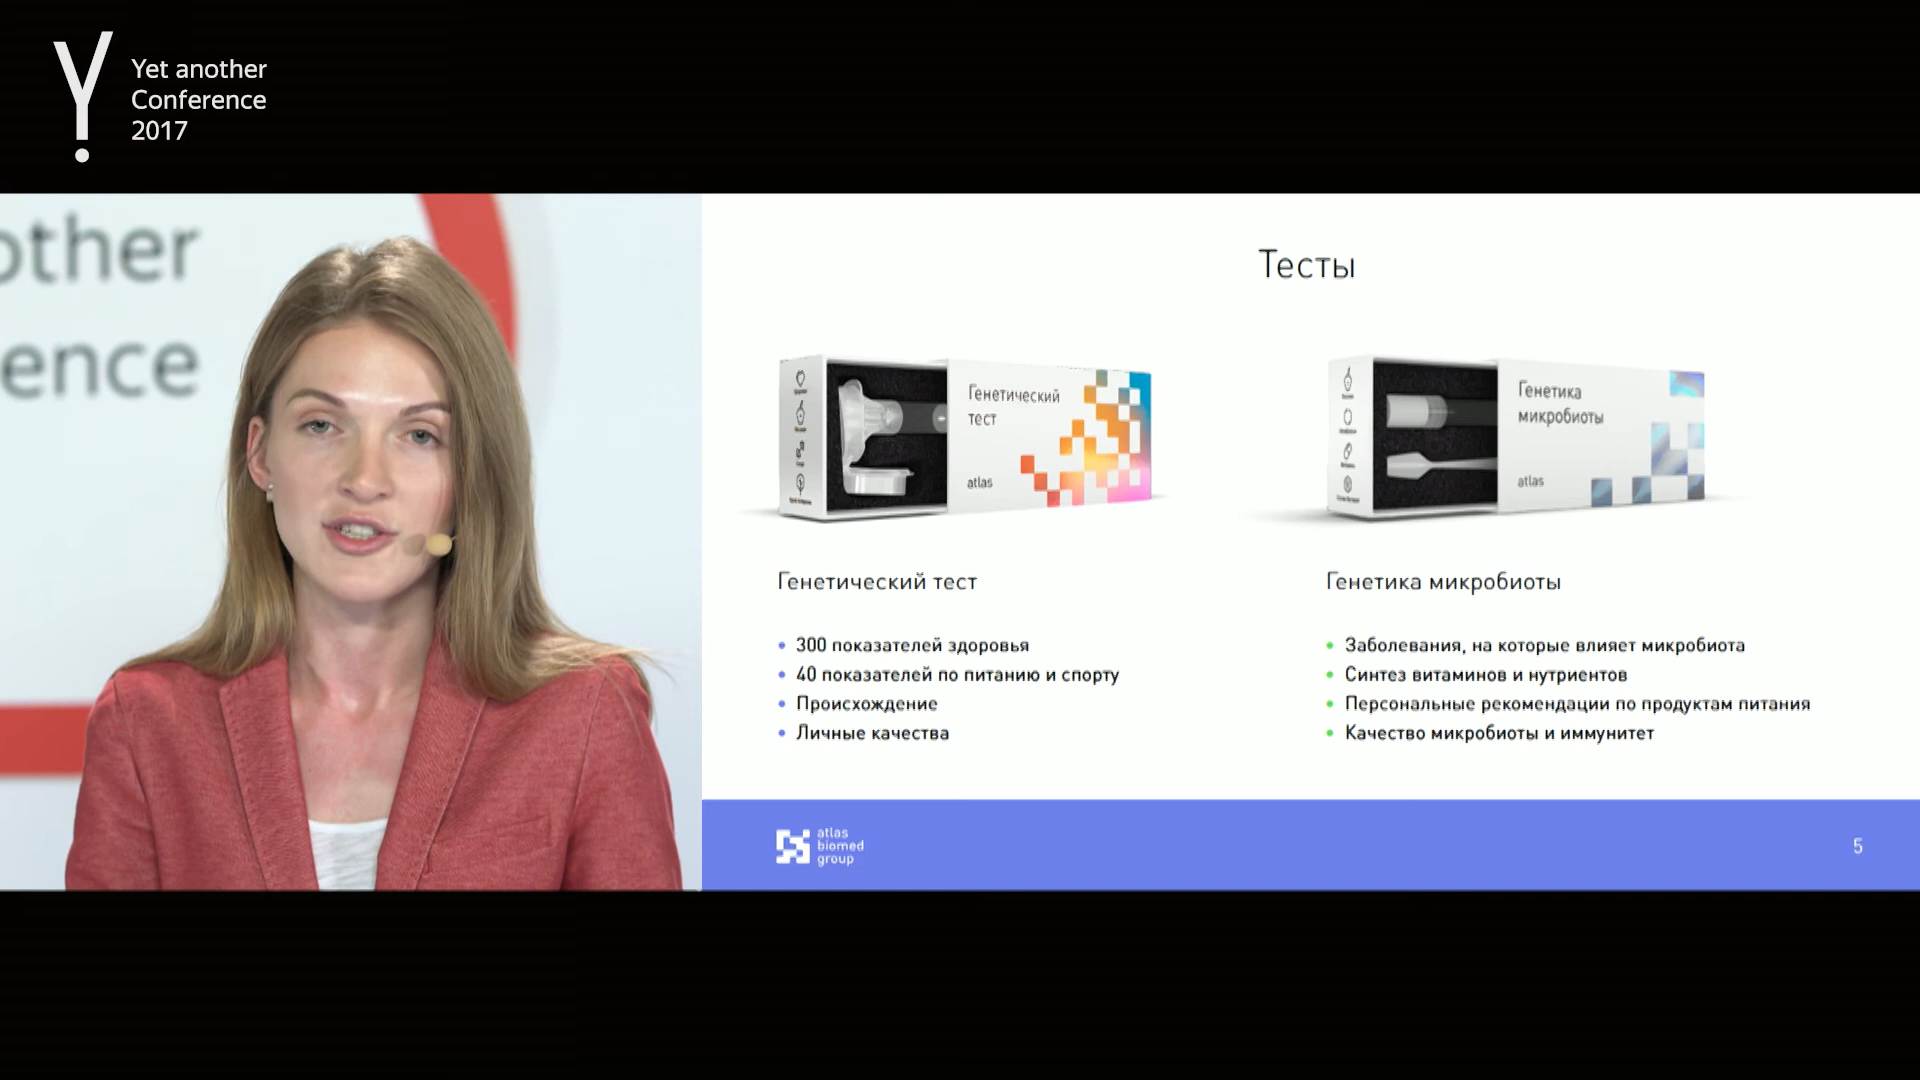 Yet another
Conference
2017
other
ence
Тесты
Генетический
тест
atlas
Генетика
микробиоты
atlas
Генетический тест
300 показателей здоровья
40 показателей по питанию и спорту
Происхождение
Личные качества
Генетика микробиоты
Заболевания, на которые влияет микробиота
Синтез витаминов и нутриентов
Персональные рекомендации по продуктам питания
Качество микробиоты и иммунитет
atlas
biomed
group
5